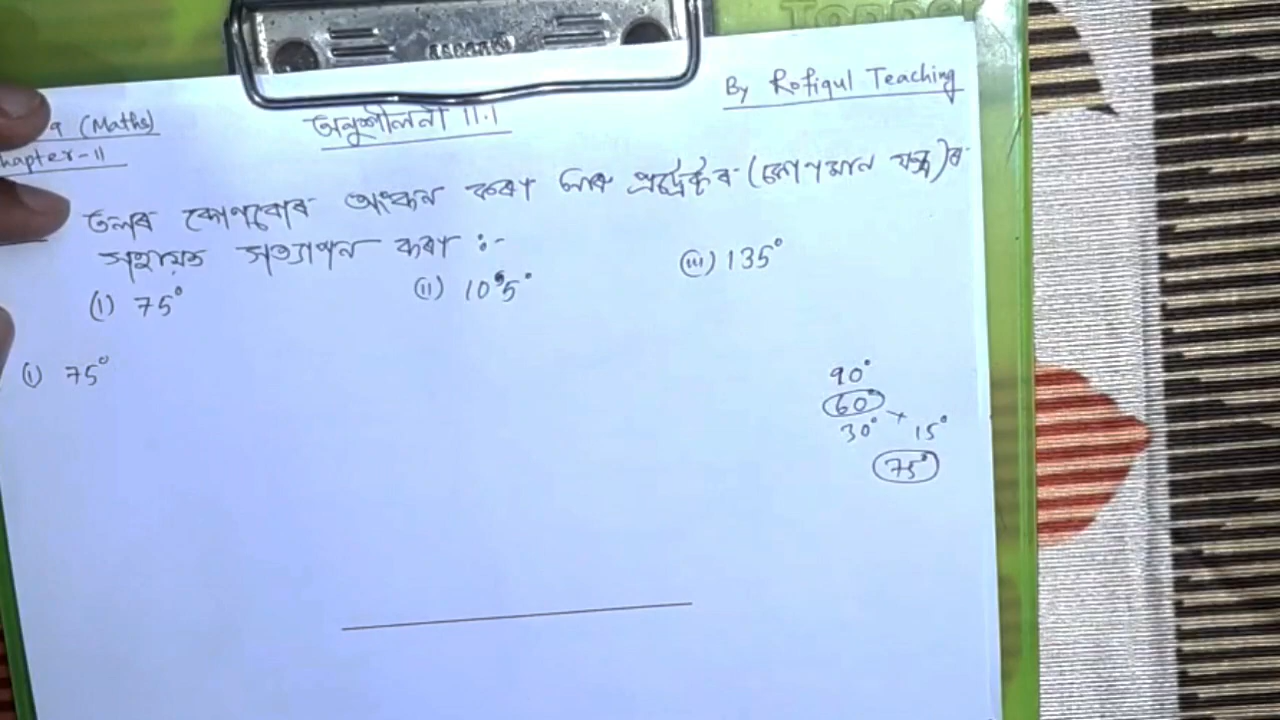 By Rofiqul Teaching
9 (Maths)
অনুশীলনী 11.1
hapter-11
তলৰ কোণবোৰ অংকন কৰা আৰু প্ৰট্ৰেক্টৰ (কোণমান যন্ত্ৰ)ৰ
সহায়ত সত্যাপন কৰা :-
(i) 75° (ii) 105° (iii) 135°
(i) 75°
90°
60°
30° + 15°
75°